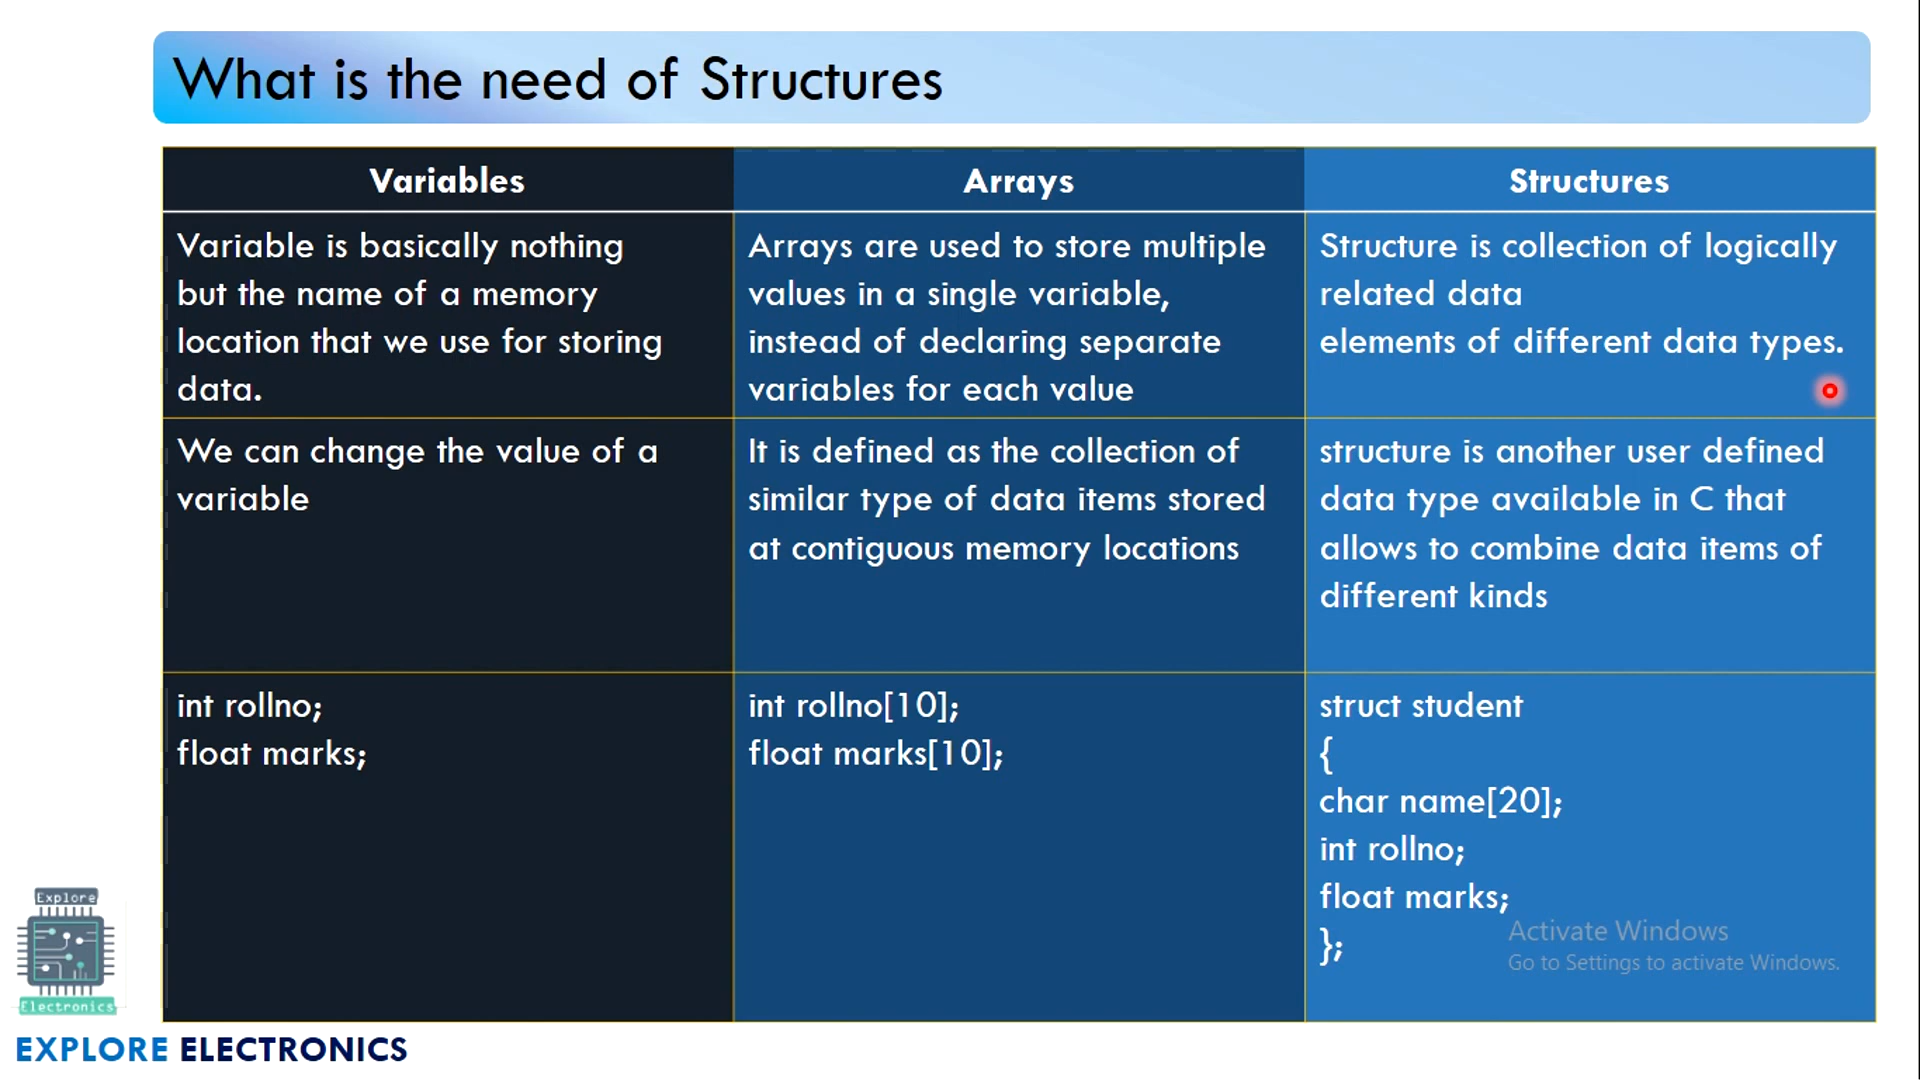 What is the need of Structures
Variables
Arrays
Structures
Variable is basically nothing
but the name of a memory
location that we use for storing
data.
Arrays are used to store multiple
values in a single variable,
instead of declaring separate
variables for each value
Structure is collection of logically
related data
elements of different data types.
We can change the value of a
variable
It is defined as the collection of
similar type of data items stored
at contiguous memory locations
structure is another user defined
data type available in C that
allows to combine data items of
different kinds
int rollno;
float marks;
int rollno[10];
float marks[10];
struct student
{
char name[20];
int rollno;
float marks;
};
Activate Windows
Go to Settings to activate Windows.
Explore
Electronics
EXPLORE ELECTRONICS